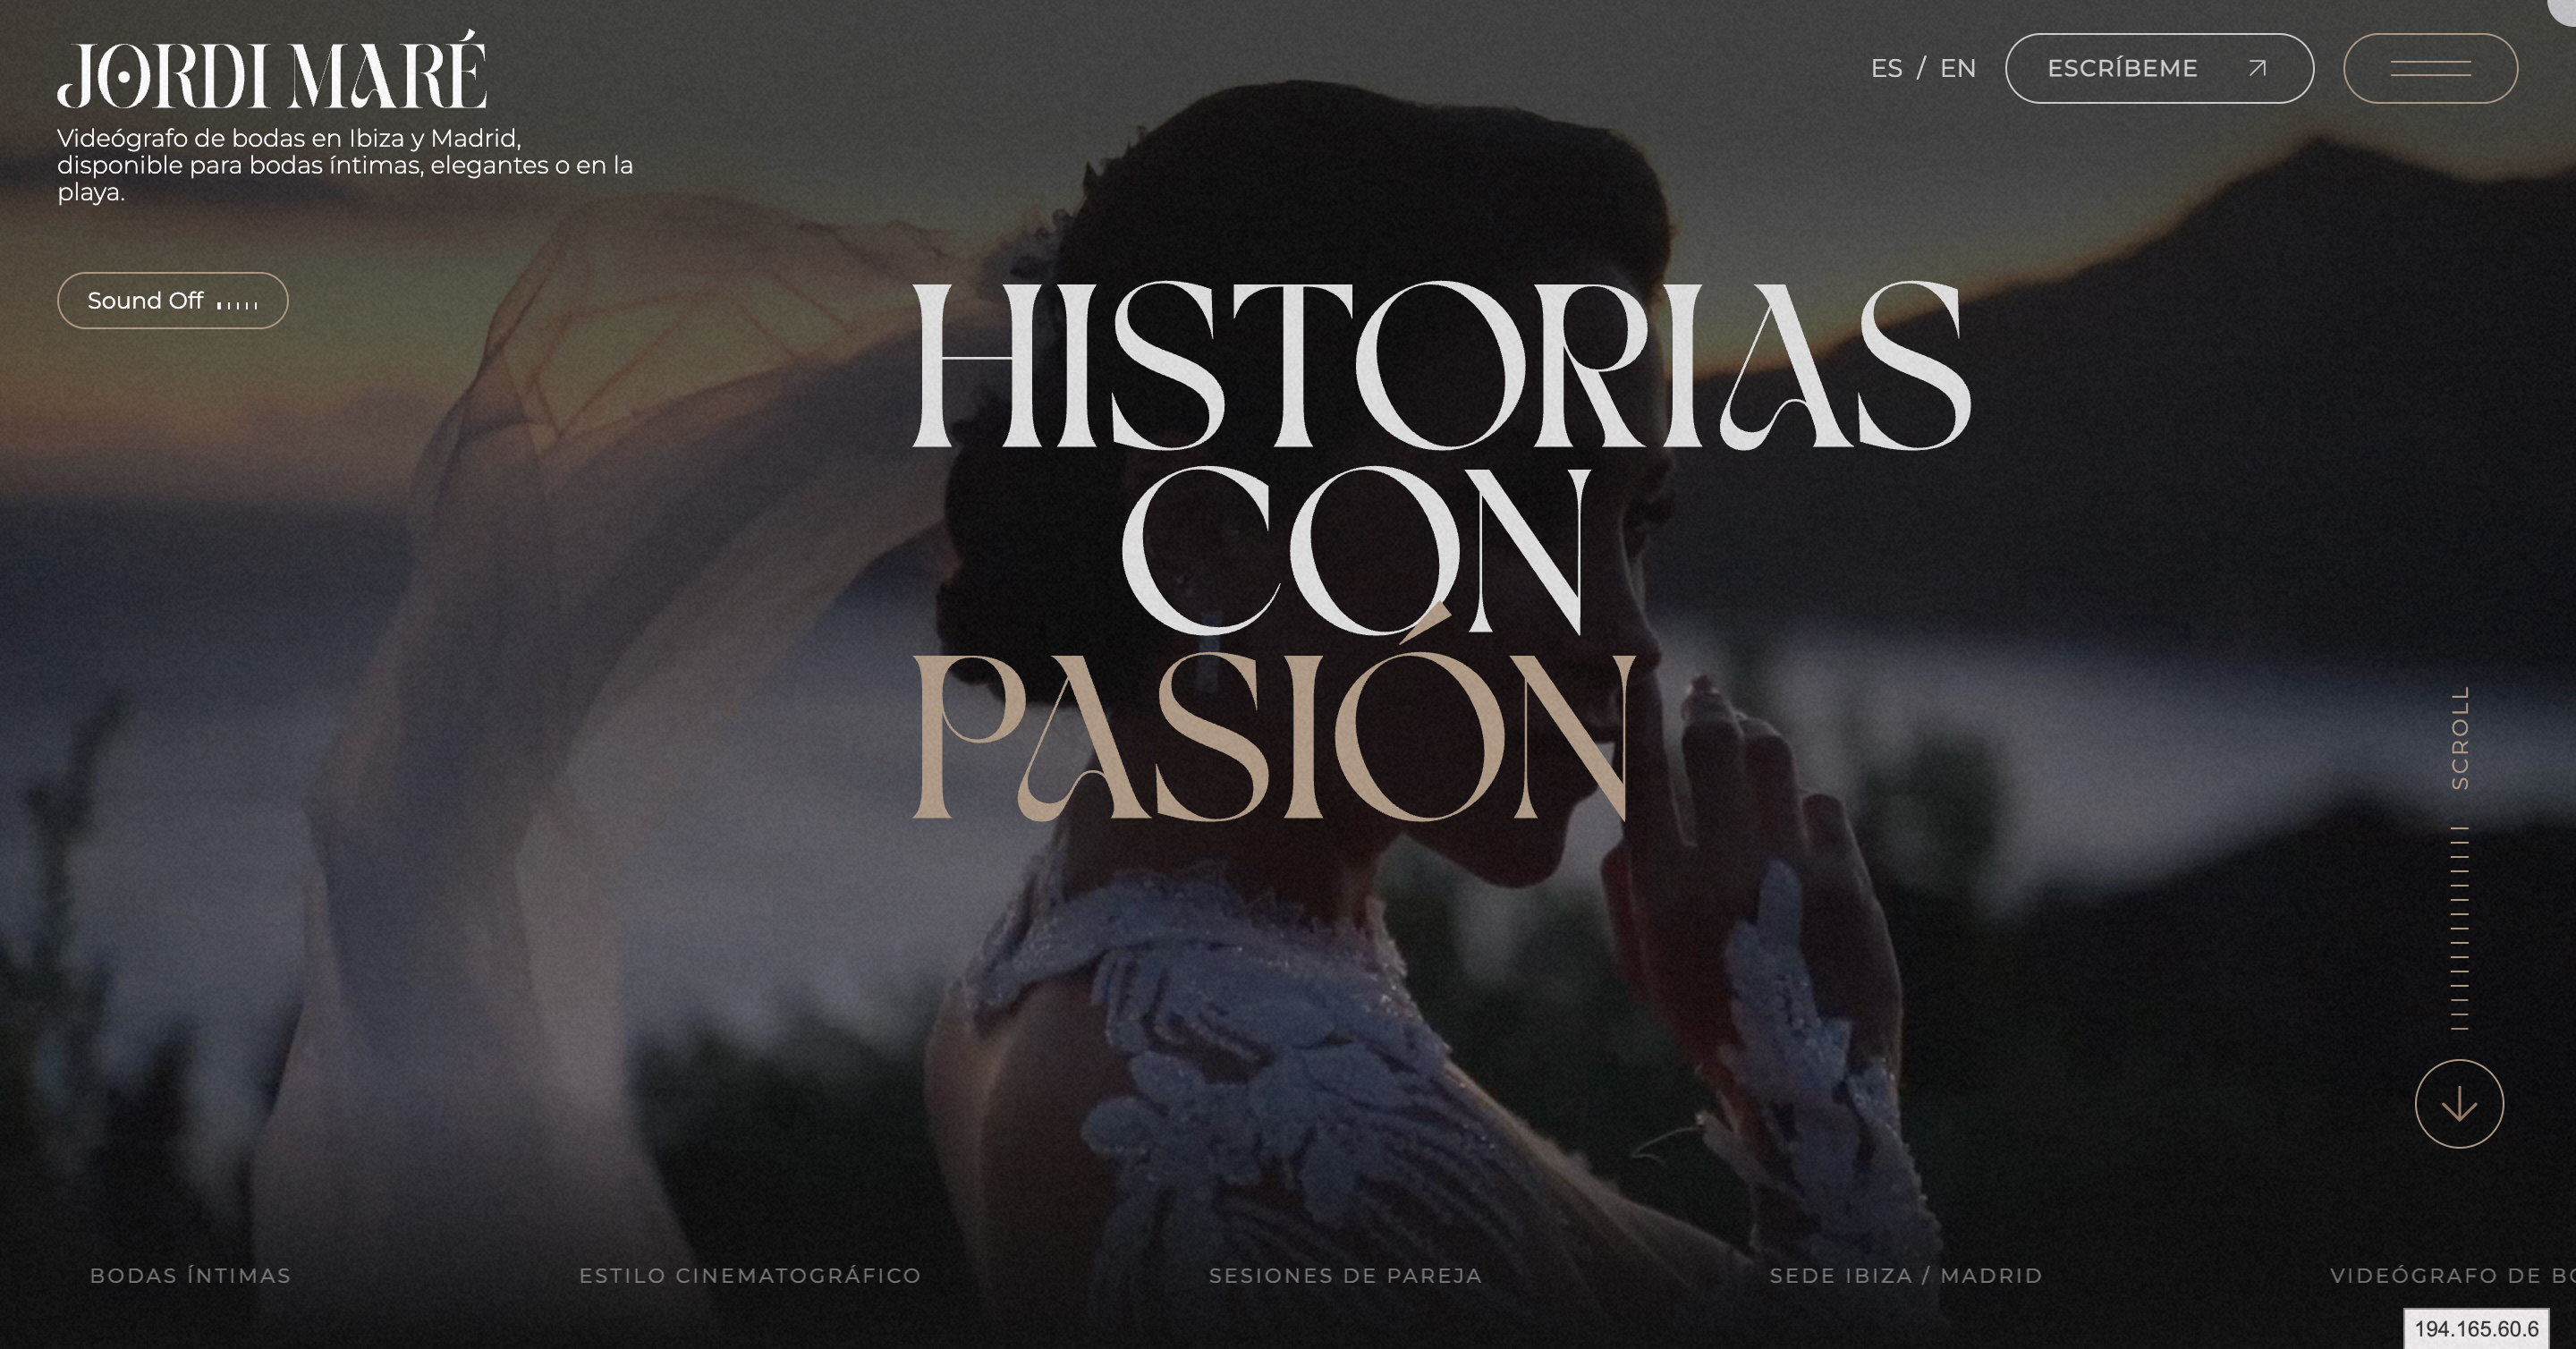 JORDI MARÉ
Videógrafo de bodas en Ibiza y Madrid,
disponible para bodas íntimas, elegantes o en la
playa.
ES / EN
ESCRÍBEME
Sound Off
HISTORIAS
CON
PASIÓN
SCROLL
BODAS ÍNTIMAS
ESTILO CINEMATOGRÁFICO
SESIONES DE PAREJA
SEDE IBIZA / MADRID
VIDEÓGRAFO DE
194.165.60.6